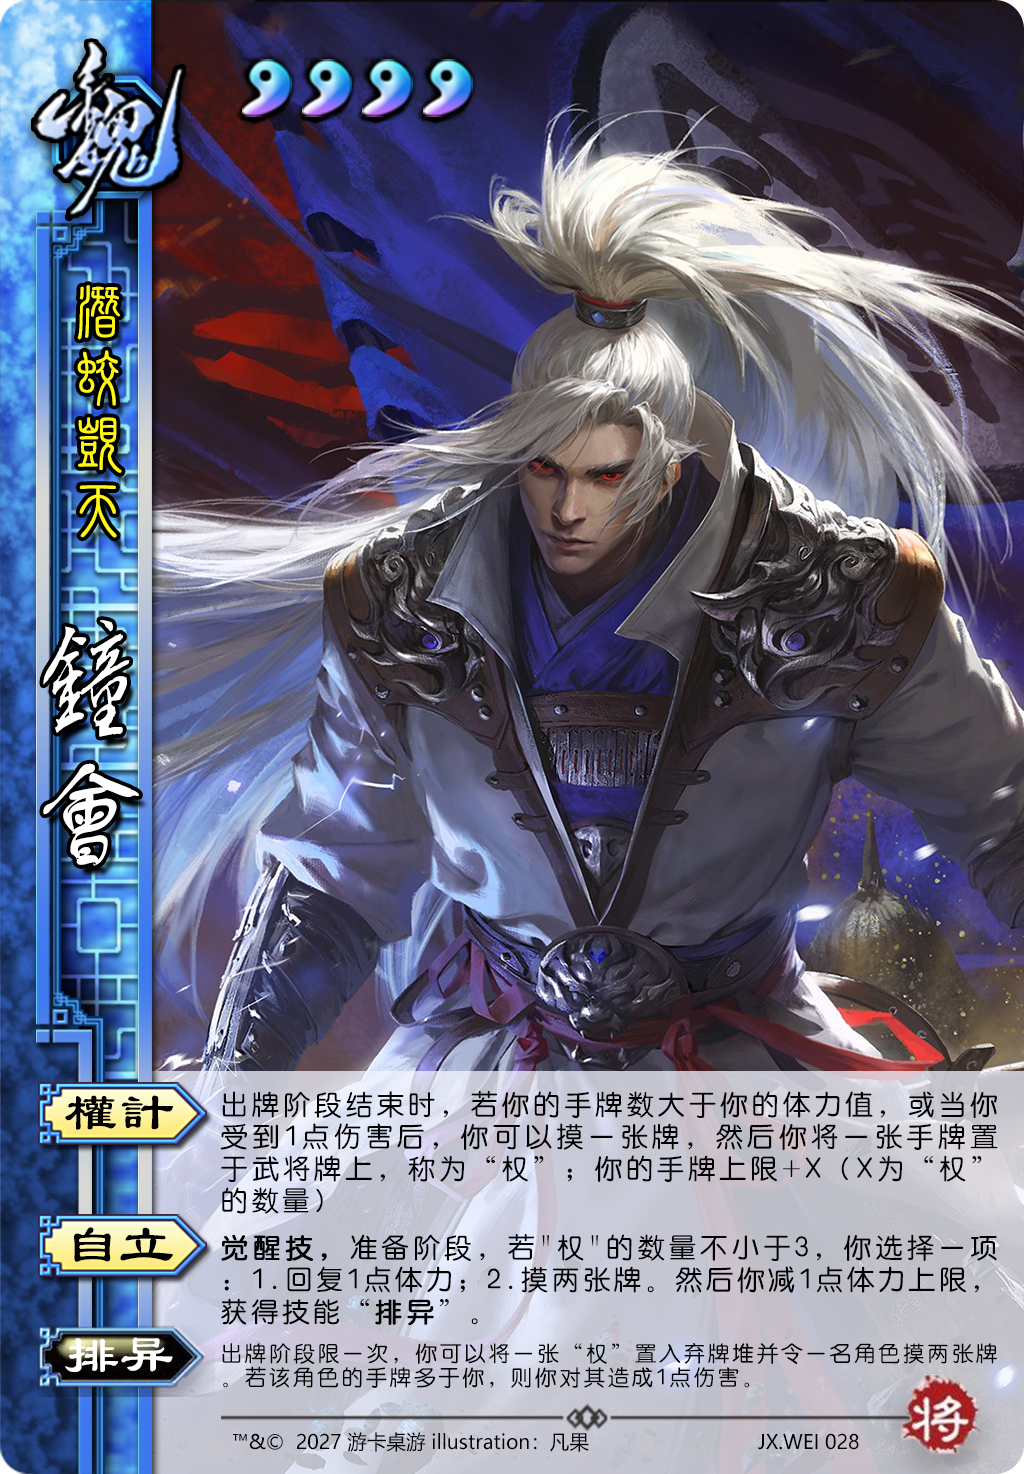 魏
潛蛟覬天
鐘會
權計
出牌阶段结束时，若你的手牌数大于你的体力值，或当你
受到1点伤害后，你可以摸一张牌，然后你将一张手牌置
于武将牌上，称为“权”；你的手牌上限+X（X为“权”
的数量）
自立
觉醒技，准备阶段，若"权"的数量不小于3，你选择一项
：1.回复1点体力；2.摸两张牌。然后你减1点体力上限，
获得技能“排异”。
排异
出牌阶段限一次，你可以将一张“权”置入弃牌堆并令一名角色摸两张牌
。若该角色的手牌多于你，则你对其造成1点伤害。
将
™&© 2027 游卡桌游 illustration：凡果
JX.WEI 028